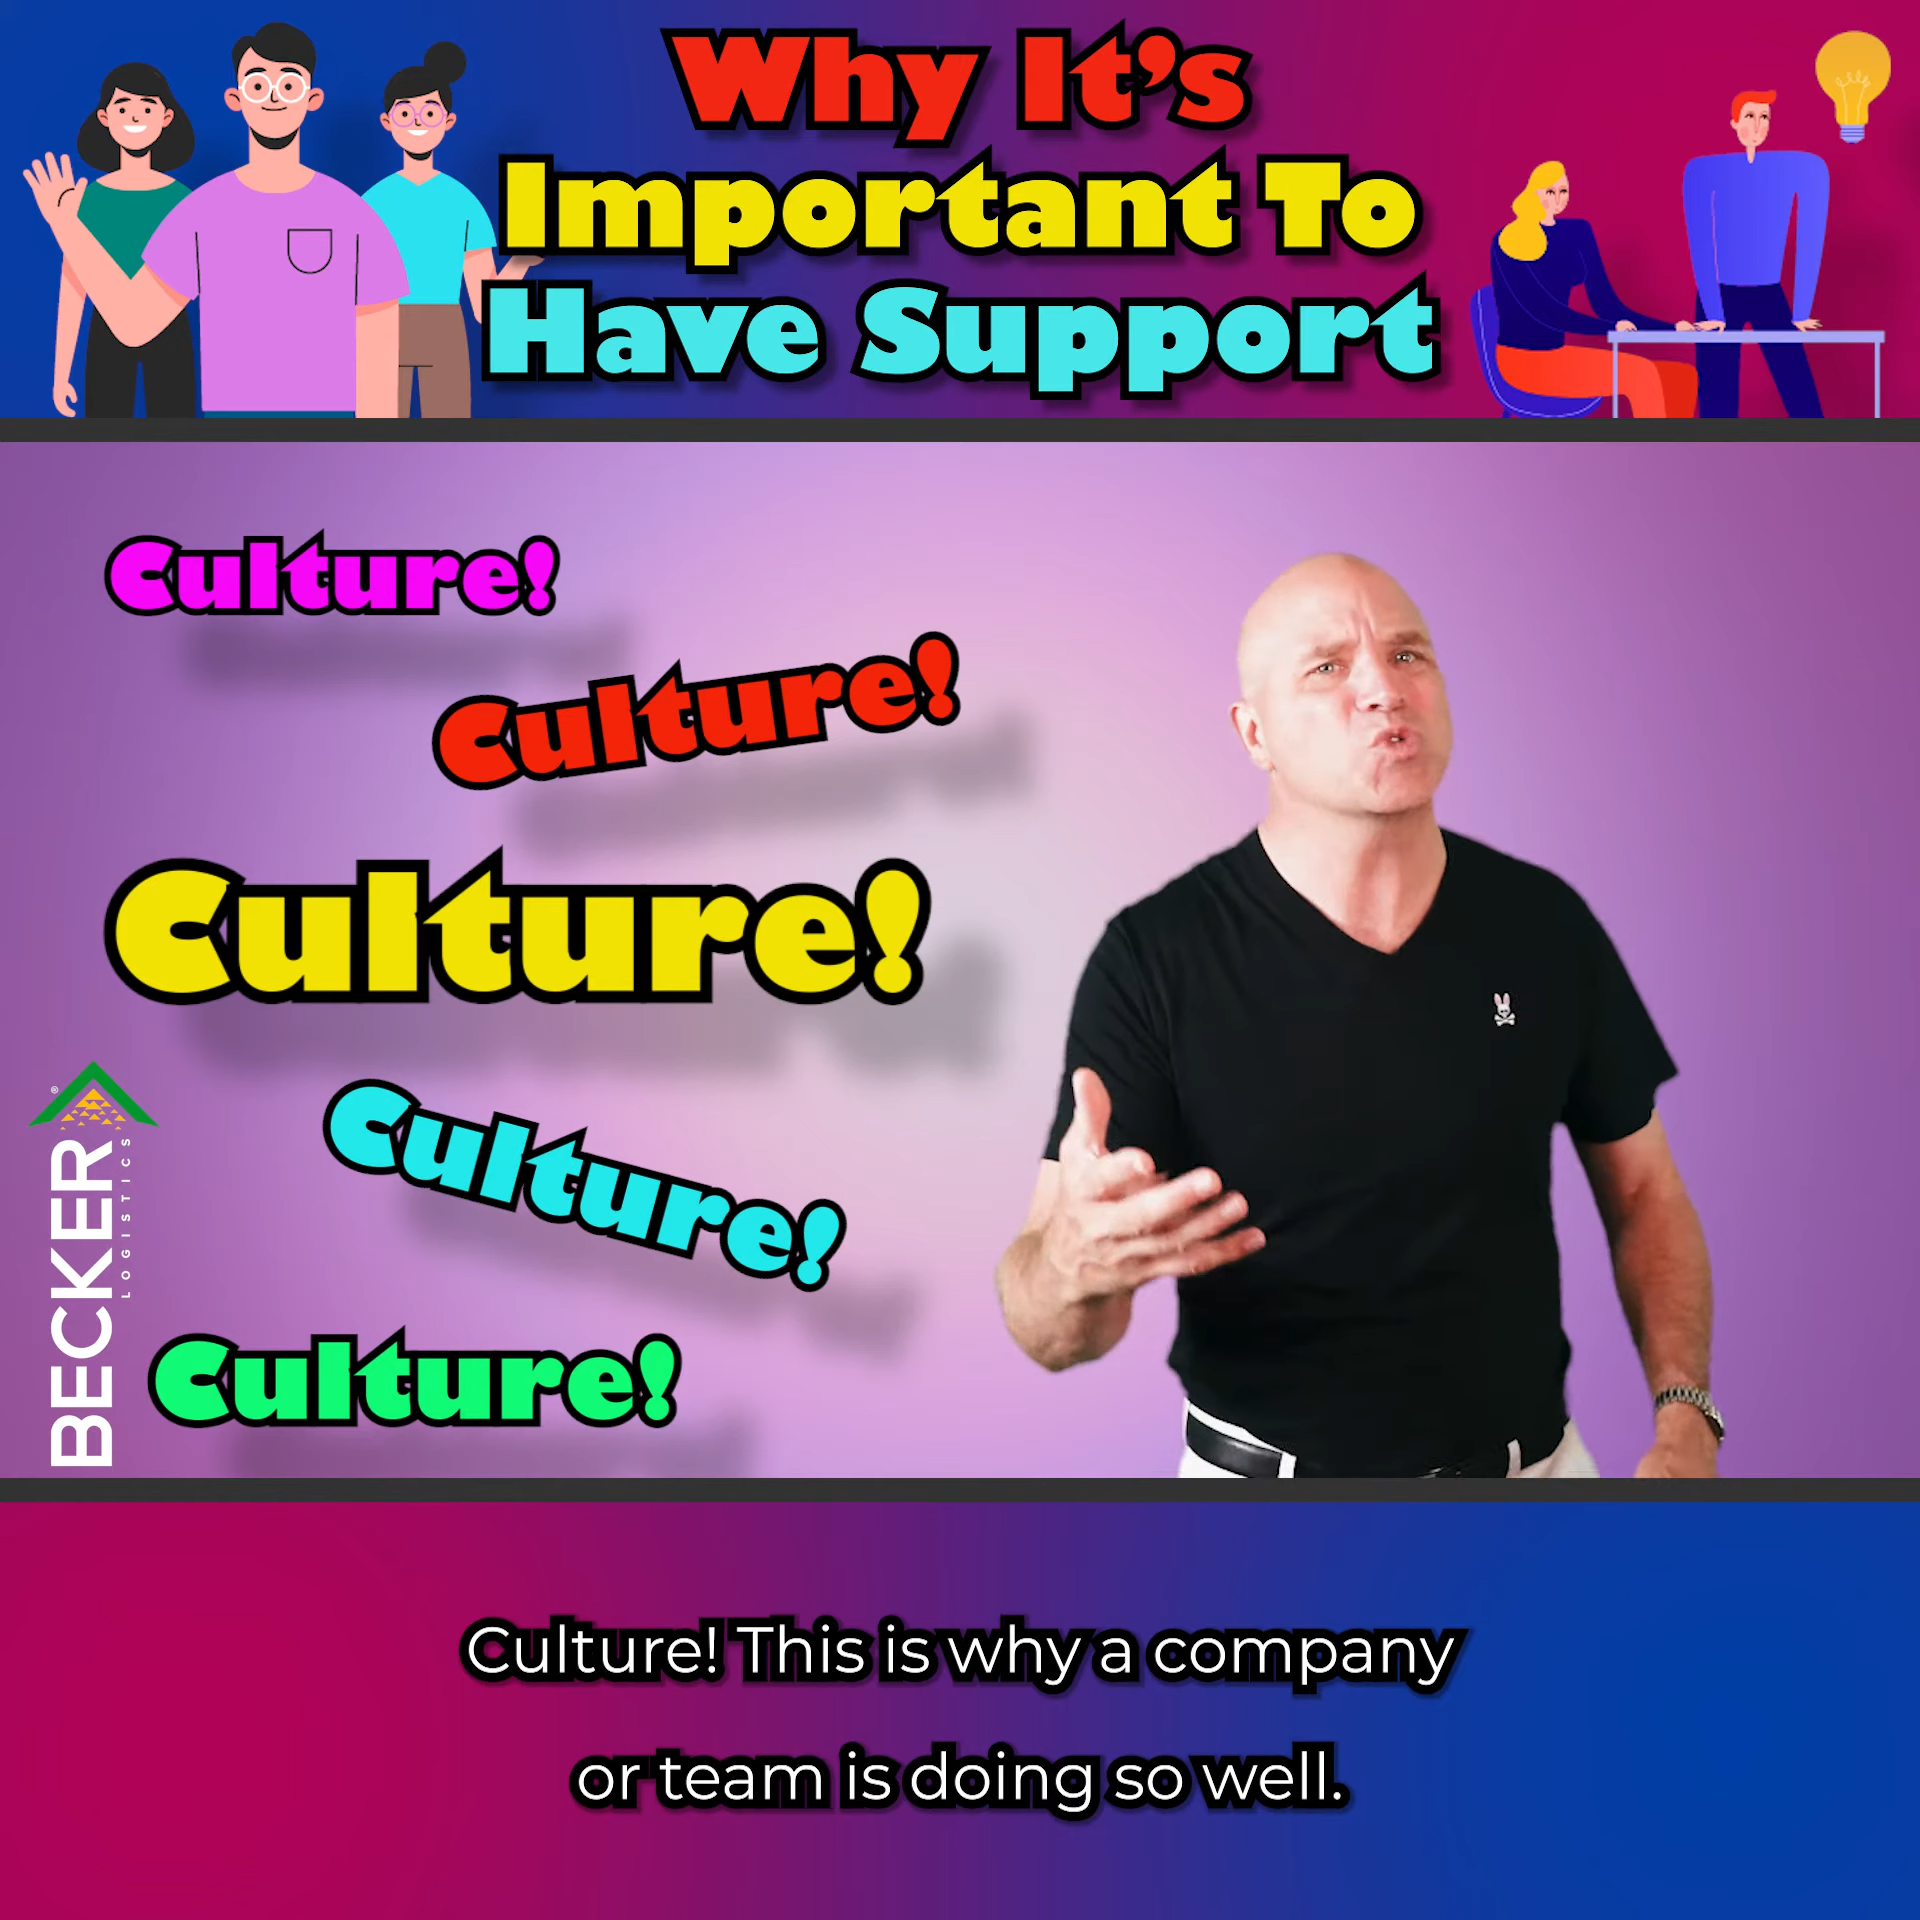 Why It's
Important To
Have Support
Culture!
Culture!
Culture!
Culture!
Culture!
®
BECKER
LOGISTICS
Culture! This is why a company
or team is doing so well.